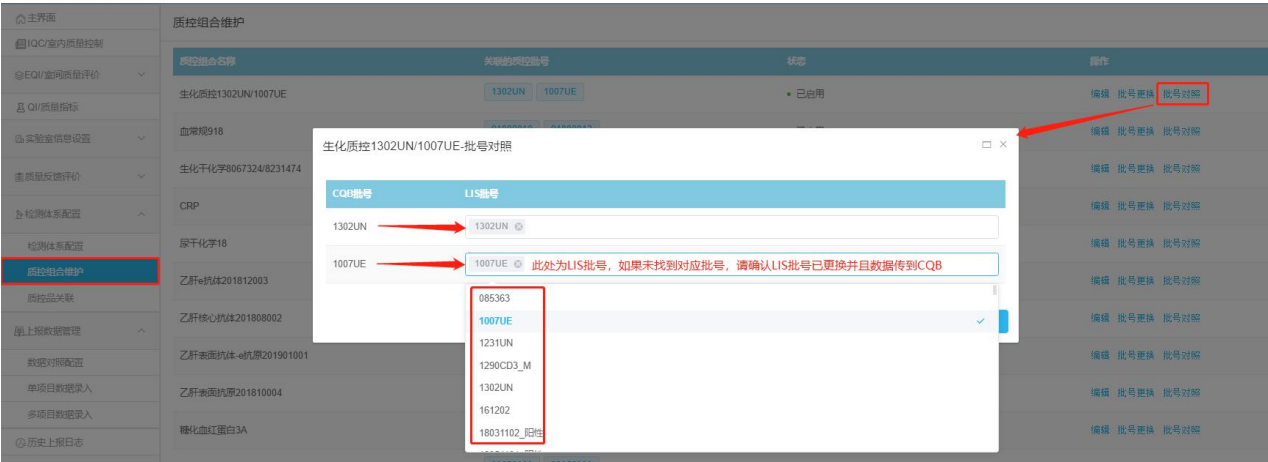 主界面
质控组合维护
IQC/室内质量控制
质控组合名称 关联的质控批号 状态 操作
EQI/室间质量评价
生化质控1302UN/1007UE 1302UN 1007UE 已启用 编辑 批号更换 批号对照
QI/质量指标
血常规918 编辑 批号更换 批号对照
实验室信息设置
生化质控1302UN/1007UE-批号对照
生化干化学8067324/8231474 编辑 批号更换 批号对照
质量反馈评价
CQB批号 LIS批号
CRP 编辑 批号更换 批号对照
检测体系配置
1302UN 1302UN
检测体系配置
尿干化学18 编辑 批号更换 批号对照
1007UE 1007UE 此处为LIS批号，如果未找到对应批号，请确认LIS批号已更换并且数据传到CQB
质控组合维护
乙肝e抗体201812003 编辑 批号更换 批号对照
质控品关联
085363
乙肝核心抗体201808002 1007UE 编辑 批号更换 批号对照
上报数据管理
1231UN
乙肝表面抗体-e抗原201901001 编辑 批号更换 批号对照
数据对照配置
1290CD3_M
单项目数据录入
1302UN
乙肝表面抗原201810004 编辑 批号更换 批号对照
161202
多项目数据录入
糖化血红蛋白3A 18031102_阳性 编辑 批号更换 批号对照
历史上报日志